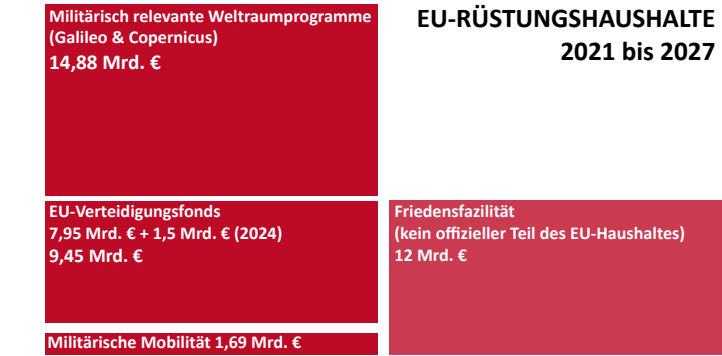 EU-RÜSTUNGSHAUSHALTE
2021 bis 2027
Militärisch relevante Weltraumprogramme
(Galileo & Copernicus)
14,88 Mrd. €
EU-Verteidigungsfonds
7,95 Mrd. € + 1,5 Mrd. € (2024)
9,45 Mrd. €
Friedensfazilität
(kein offizieller Teil des EU-Haushaltes)
12 Mrd. €
Militärische Mobilität 1,69 Mrd. €